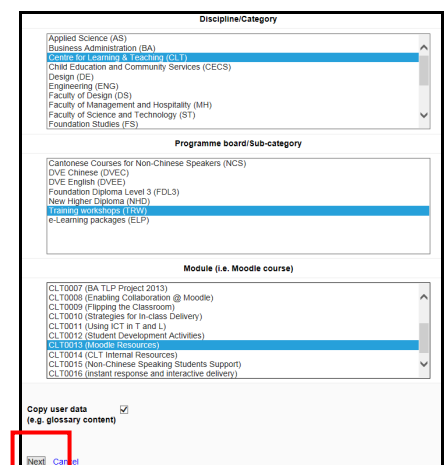 Discipline/Category
Applied Science (AS)
Business Administration (BA)
Centre for Learning & Teaching (CLT)
Child Education and Community Services (CECS)
Design (DE)
Engineering (ENG)
Faculty of Design (DS)
Faculty of Management and Hospitality (MH)
Faculty of Science and Technology (ST)
Foundation Studies (FS)
Programme board/Sub-category
Cantonese Courses for Non-Chinese Speakers (NCS)
DVE Chinese (DVEC)
DVE English (DVEE)
Foundation Diploma Level 3 (FDL3)
New Higher Diploma (NHD)
Training workshops (TRW)
e-Learning packages (ELP)
Module (i.e. Moodle course)
CLT0007 (BA TLP Project 2013)
CLT0008 (Enabling Collaboration @ Moodle)
CLT0009 (Flipping the Classroom)
CLT0010 (Strategies for In-class Delivery)
CLT0011 (Using ICT in T and L)
CLT0012 (Student Development Activities)
CLT0013 (Moodle Resources)
CLT0014 (CLT Internal Resources)
CLT0015 (Non-Chinese Speaking Students Support)
CLT0016 (instant response and interactive delivery)
Copy user data
(e.g. glossary content)
Next Cancel